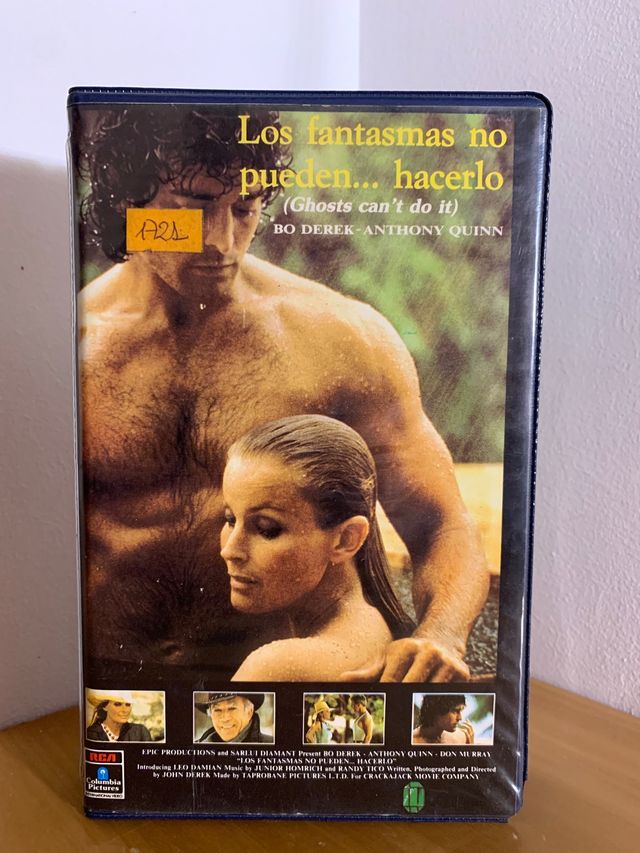 Los fantasmas no
pueden... hacerlo
(Ghosts can't do it)
BO DEREK - ANTHONY QUINN
1721
EPIC PRODUCTIONS and SARLUI DIAMANT Present BO DEREK - ANTHONY QUINN - DON MURRAY
"LOS FANTASMAS NO PUEDEN... HACERLO"
Introducing LEO DAMIAN Music by JUNIOR HOMRICH and RANDY TICO Written, Photographed and Directed
by JOHN DEREK Made by TAPROBANE PICTURES L.T.D. For CRACKAJACK MOVIE COMPANY
RCA
Columbia
Pictures
INTERNATIONAL VIDEO